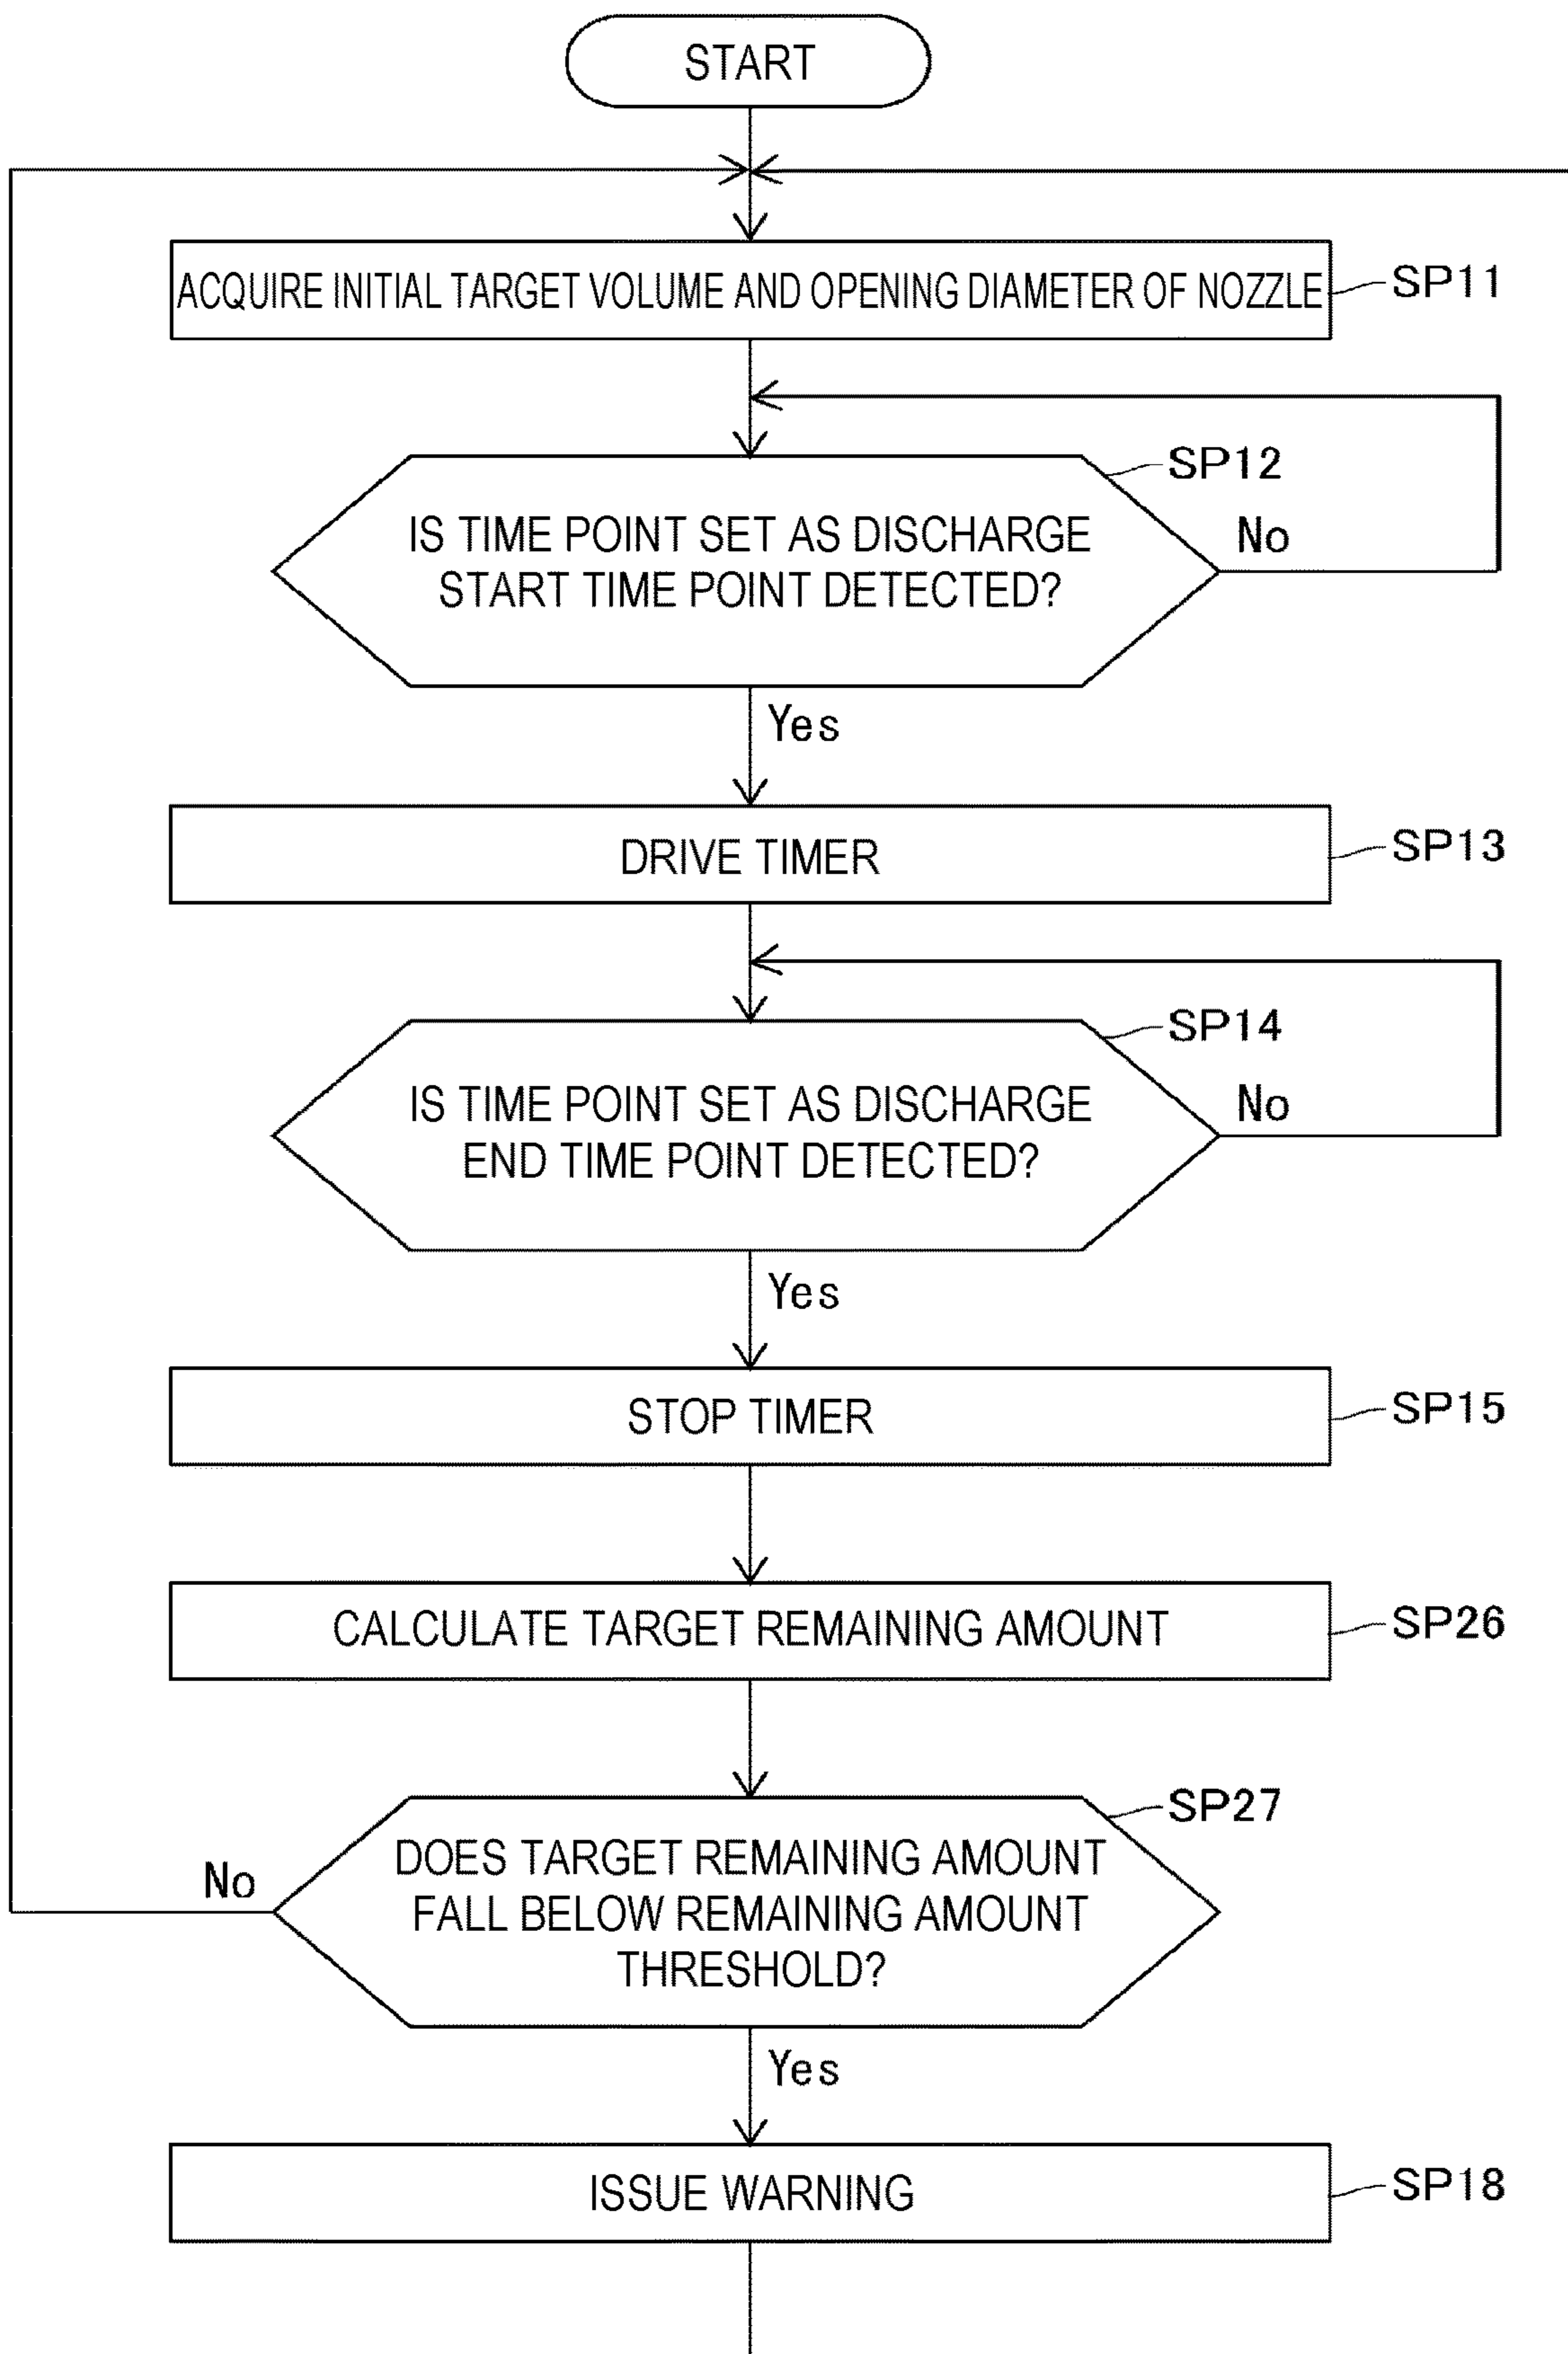 START
ACQUIRE INITIAL TARGET VOLUME AND OPENING DIAMETER OF NOZZLE
SP11
SP12
IS TIME POINT SET AS DISCHARGE
START TIME POINT DETECTED?
No
Yes
DRIVE TIMER
SP13
SP14
IS TIME POINT SET AS DISCHARGE
END TIME POINT DETECTED?
No
Yes
STOP TIMER
SP15
CALCULATE TARGET REMAINING AMOUNT
SP26
SP27
DOES TARGET REMAINING AMOUNT
FALL BELOW REMAINING AMOUNT
THRESHOLD?
No
Yes
ISSUE WARNING
SP18